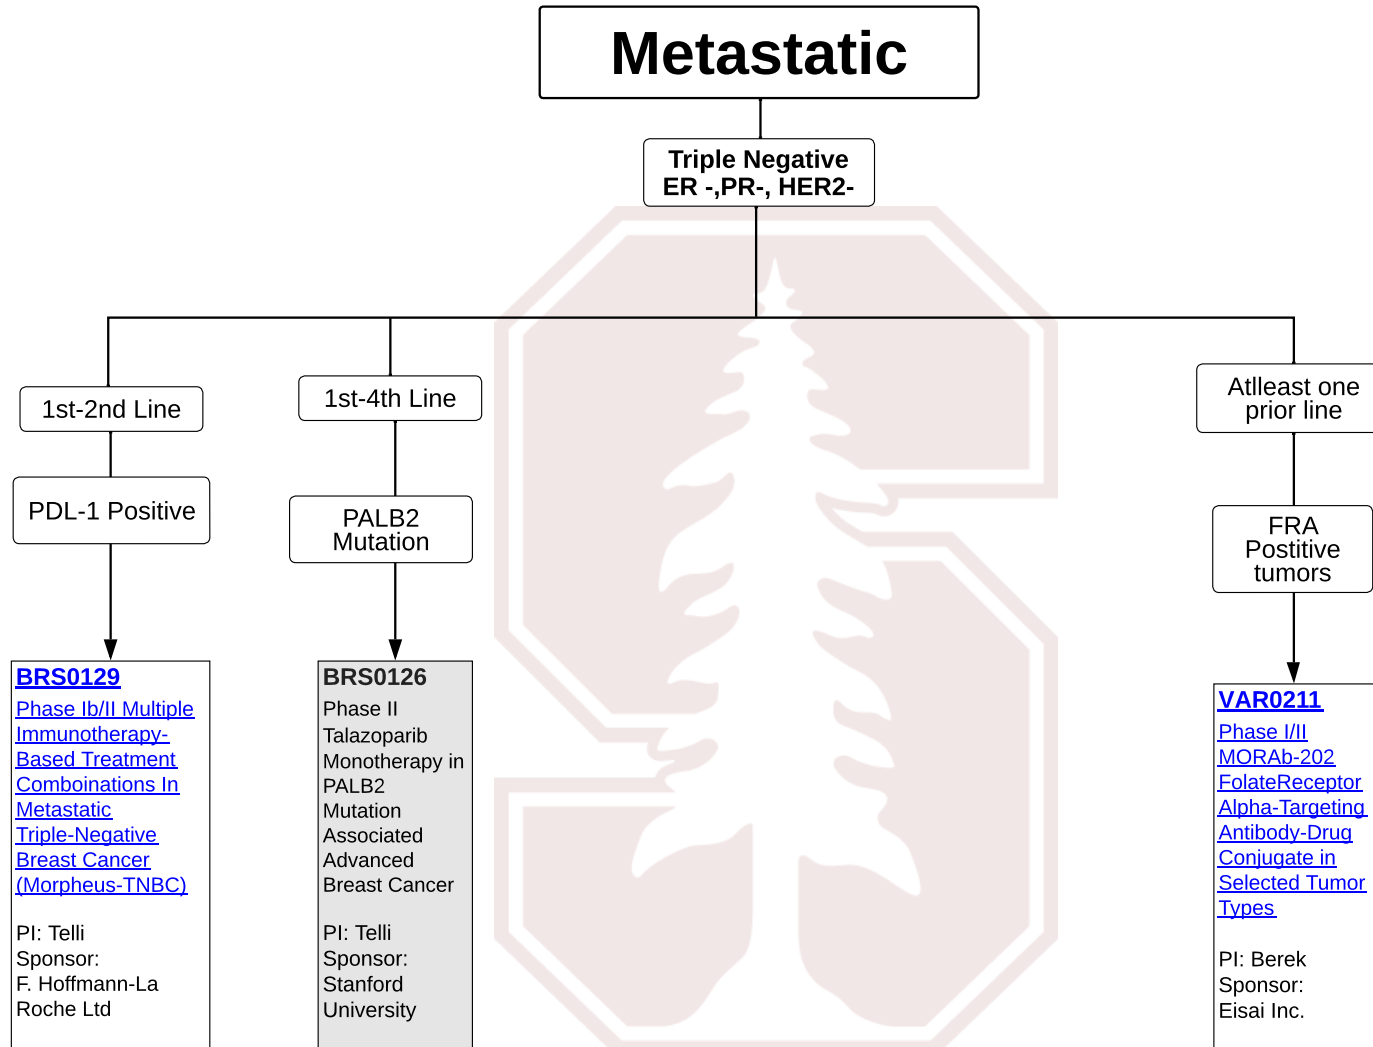 Metastatic
Triple Negative
ER -,PR-, HER2-
1st-2nd Line
PDL-1 Positive
BRS0129
Phase Ib/II Multiple
Immunotherapy-
Based Treatment
Comboinations In
Metastatic
Triple-Negative
Breast Cancer
(Morpheus-TNBC)
PI: Telli
Sponsor:
F. Hoffmann-La
Roche Ltd
1st-4th Line
PALB2
Mutation
BRS0126
Phase II
Talazoparib
Monotherapy in
PALB2
Mutation
Associated
Advanced
Breast Cancer
PI: Telli
Sponsor:
Stanford
University
Atlleast one
prior line
FRA
Postitive
tumors
VAR0211
Phase I/II
MORAb-202
FolateReceptor
Alpha-Targeting
Antibody-Drug
Conjugate in
Selected Tumor
Types
PI: Berek
Sponsor:
Eisai Inc.